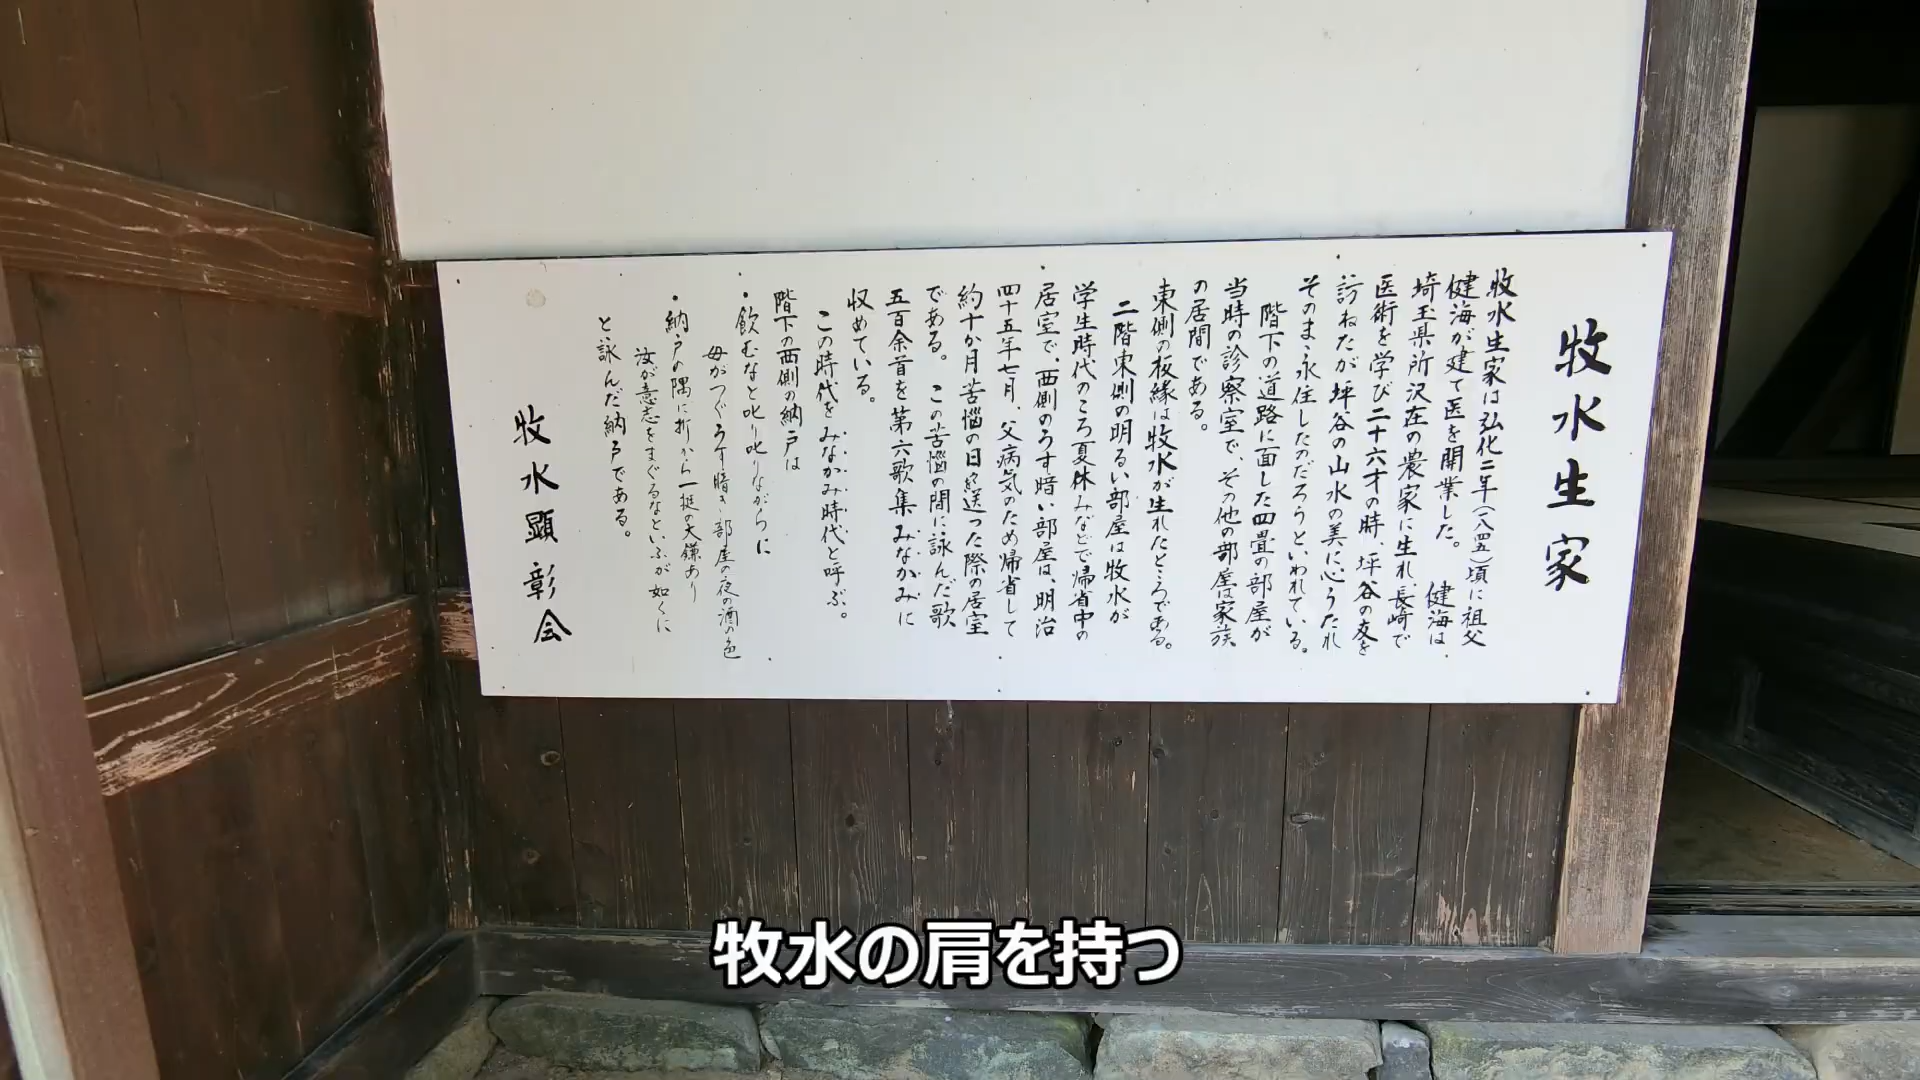 牧水生家
牧水生家は弘化二年(一八四五)頃に祖父
健海が建て医を開業した。 健海は、
埼玉県所沢在の農家に生れ、長崎で
医術を学び二十六才の時、坪谷の友を
訪ねたが坪谷の山水の美に心うたれ
そのまゝ永住したのだろうといわれている。
階下の道路に面した四畳の部屋が
当時の診察室で、その他の部屋は家族
の居間である。
東側の板縁は牧水が生れたところである。
二階東側の明るい部屋は牧水が
学生時代のころ夏休みなどで帰省中の
居室で、西側のうす暗い部屋は、明治
四十五年七月、父病気のため帰省して
約十か月苦悩の日を送った際の居室
である。 この苦悩の間に詠んだ歌
五百余首を第六歌集みなかみに
収めている。
この時代をみなかみ時代と呼ぶ。
階下の西側の納戸は
・飲むなと叱り叱りながらに
母がつぐうす暗き部屋の夜の酒の色
・納戸の隅に折から一挺の大鎌あり
汝が意志をまぐるなといふが如くに
と詠んだ納戸である。
牧水顕彰会
牧水の肩を持つ